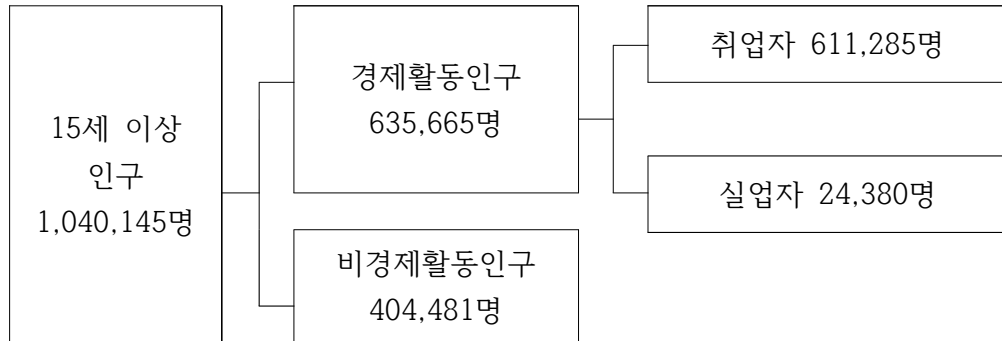 15세 이상
인구
1,040,145명
경제활동인구
635,665명
비경제활동인구
404,481명
취업자 611,285명
실업자 24,380명